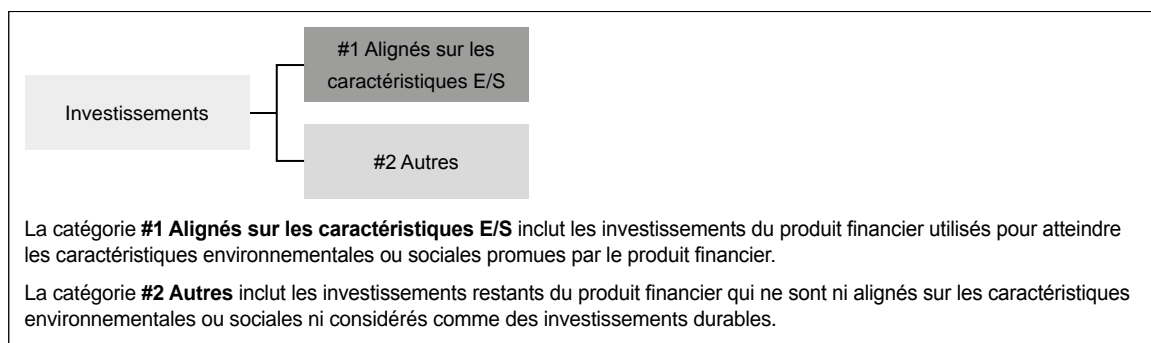 #1 Alignés sur les
caractéristiques E/S
Investissements
#2 Autres
La catégorie #1 Alignés sur les caractéristiques E/S inclut les investissements du produit financier utilisés pour atteindre
les caractéristiques environnementales ou sociales promues par le produit financier.
La catégorie #2 Autres inclut les investissements restants du produit financier qui ne sont ni alignés sur les caractéristiques
environnementales ou sociales ni considérés comme des investissements durables.